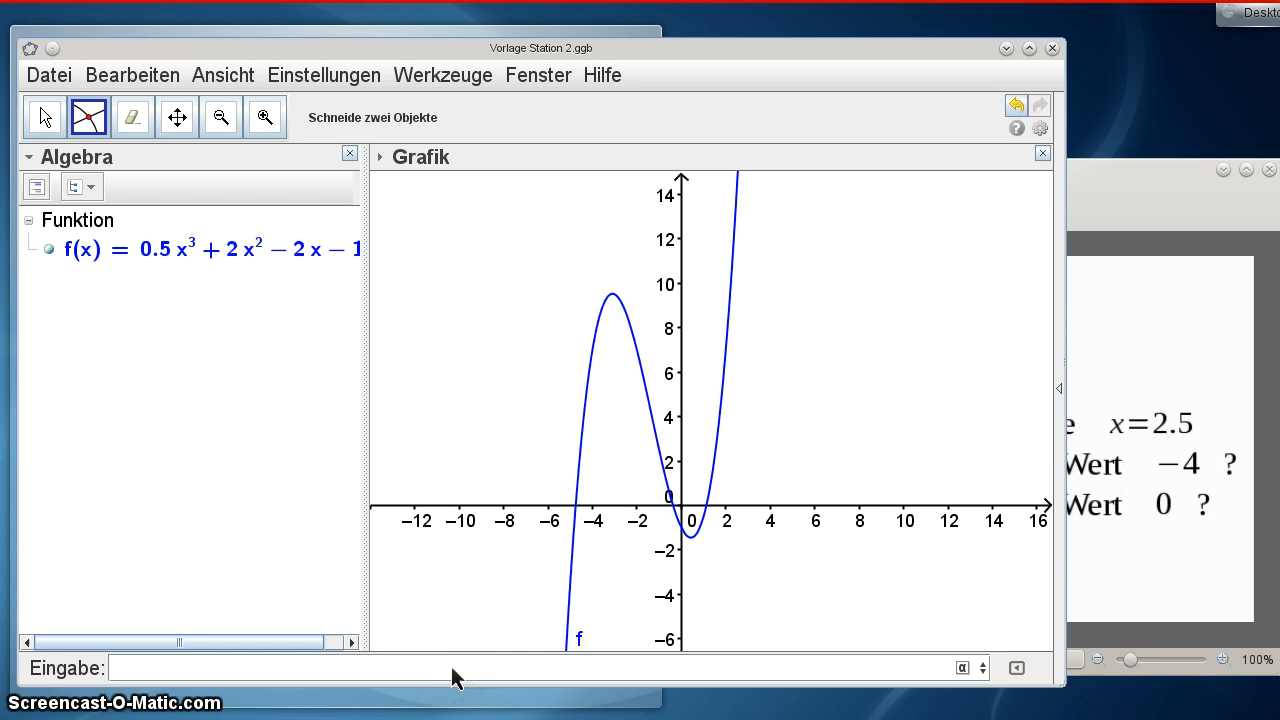 Deskto
Vorlage Station 2.ggb
Datei Bearbeiten Ansicht Einstellungen Werkzeuge Fenster Hilfe
Schneide zwei Objekte
Algebra
Grafik
Funktion
f(x) = 0.5 x³ + 2 x² − 2 x − 1
14
12
10
8
6
4
2
0
−12 −10 −8 −6 −4 −2 0 2 4 6 8 10 12 14 16
−2
−4
−6
f
e x=2.5
Wert −4 ?
Wert 0 ?
Eingabe:
α
100%
Screencast-O-Matic.com